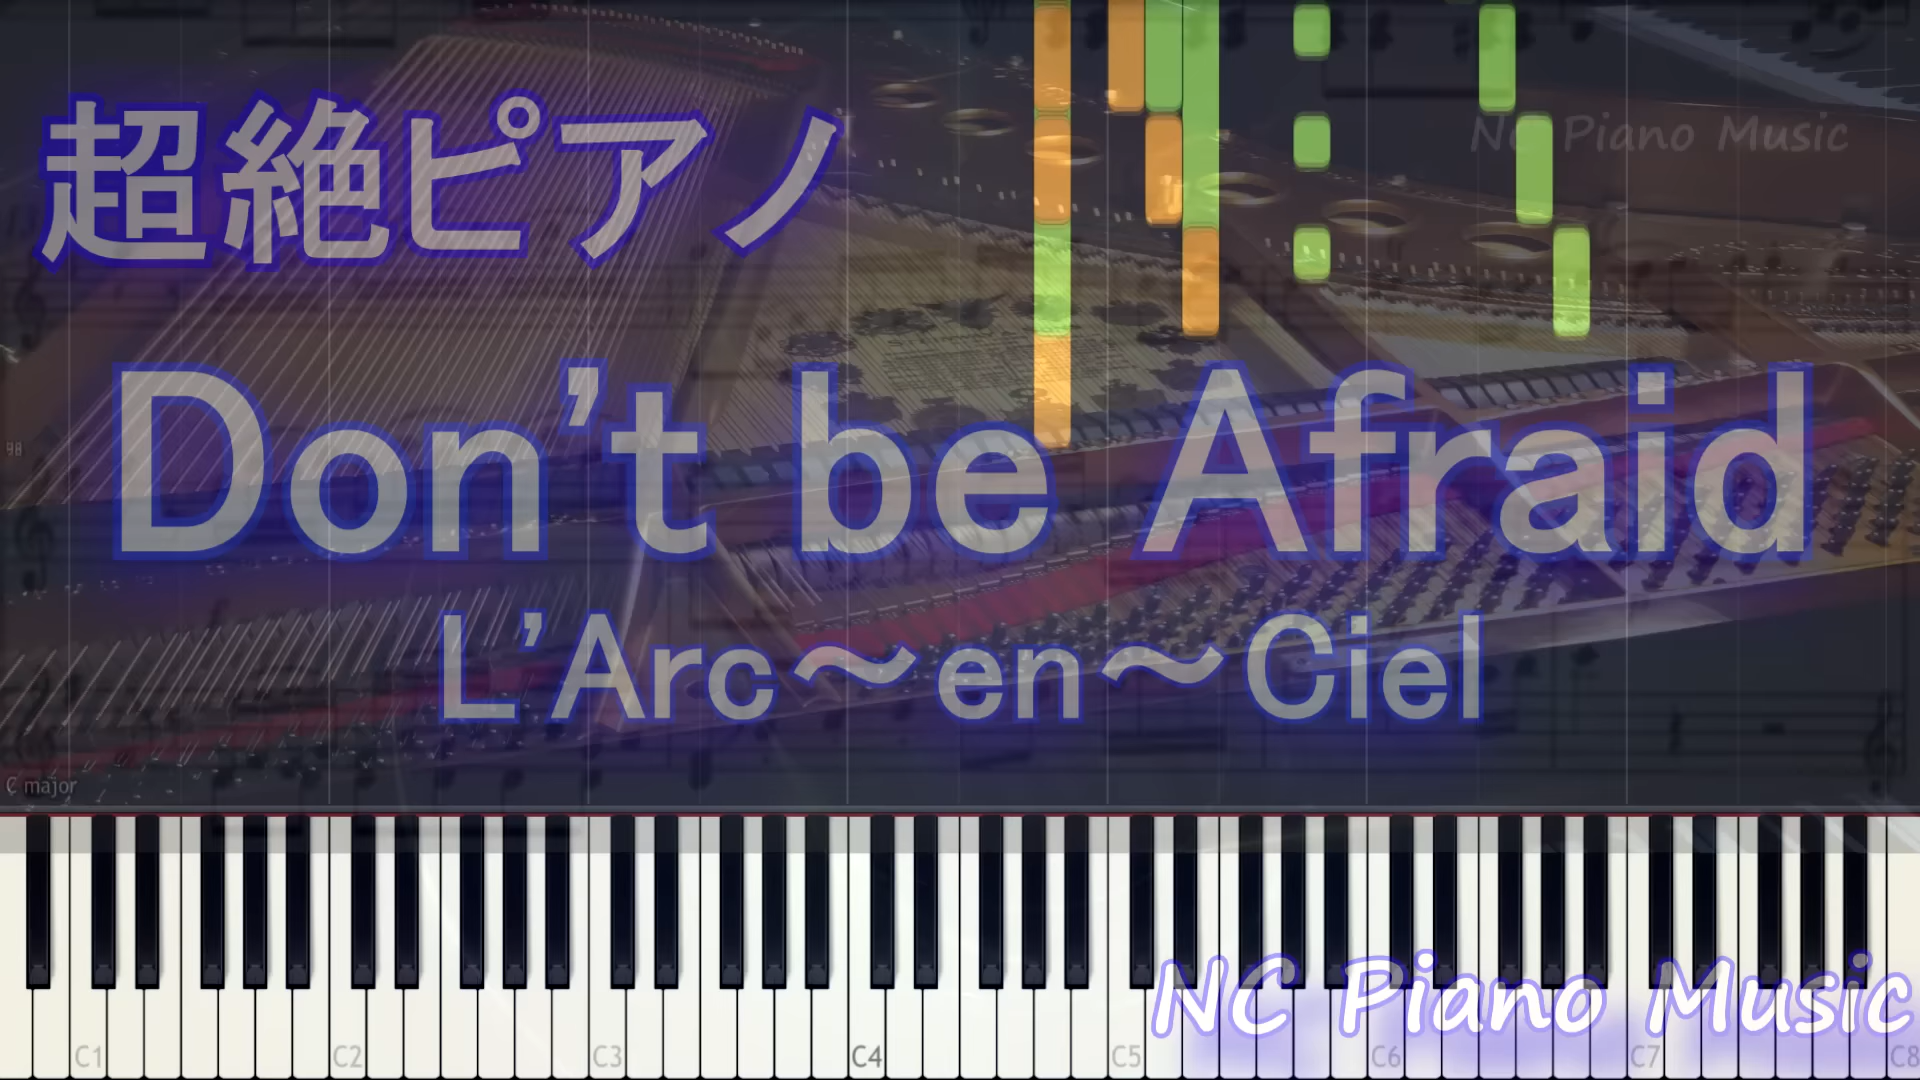 超絶ピアノ
NC Piano Music
Don't be Afraid
98
L'Arc〜en〜Ciel
C major
NC Piano Music
C1 C2 C3 C4 C5 C6 C7 C8